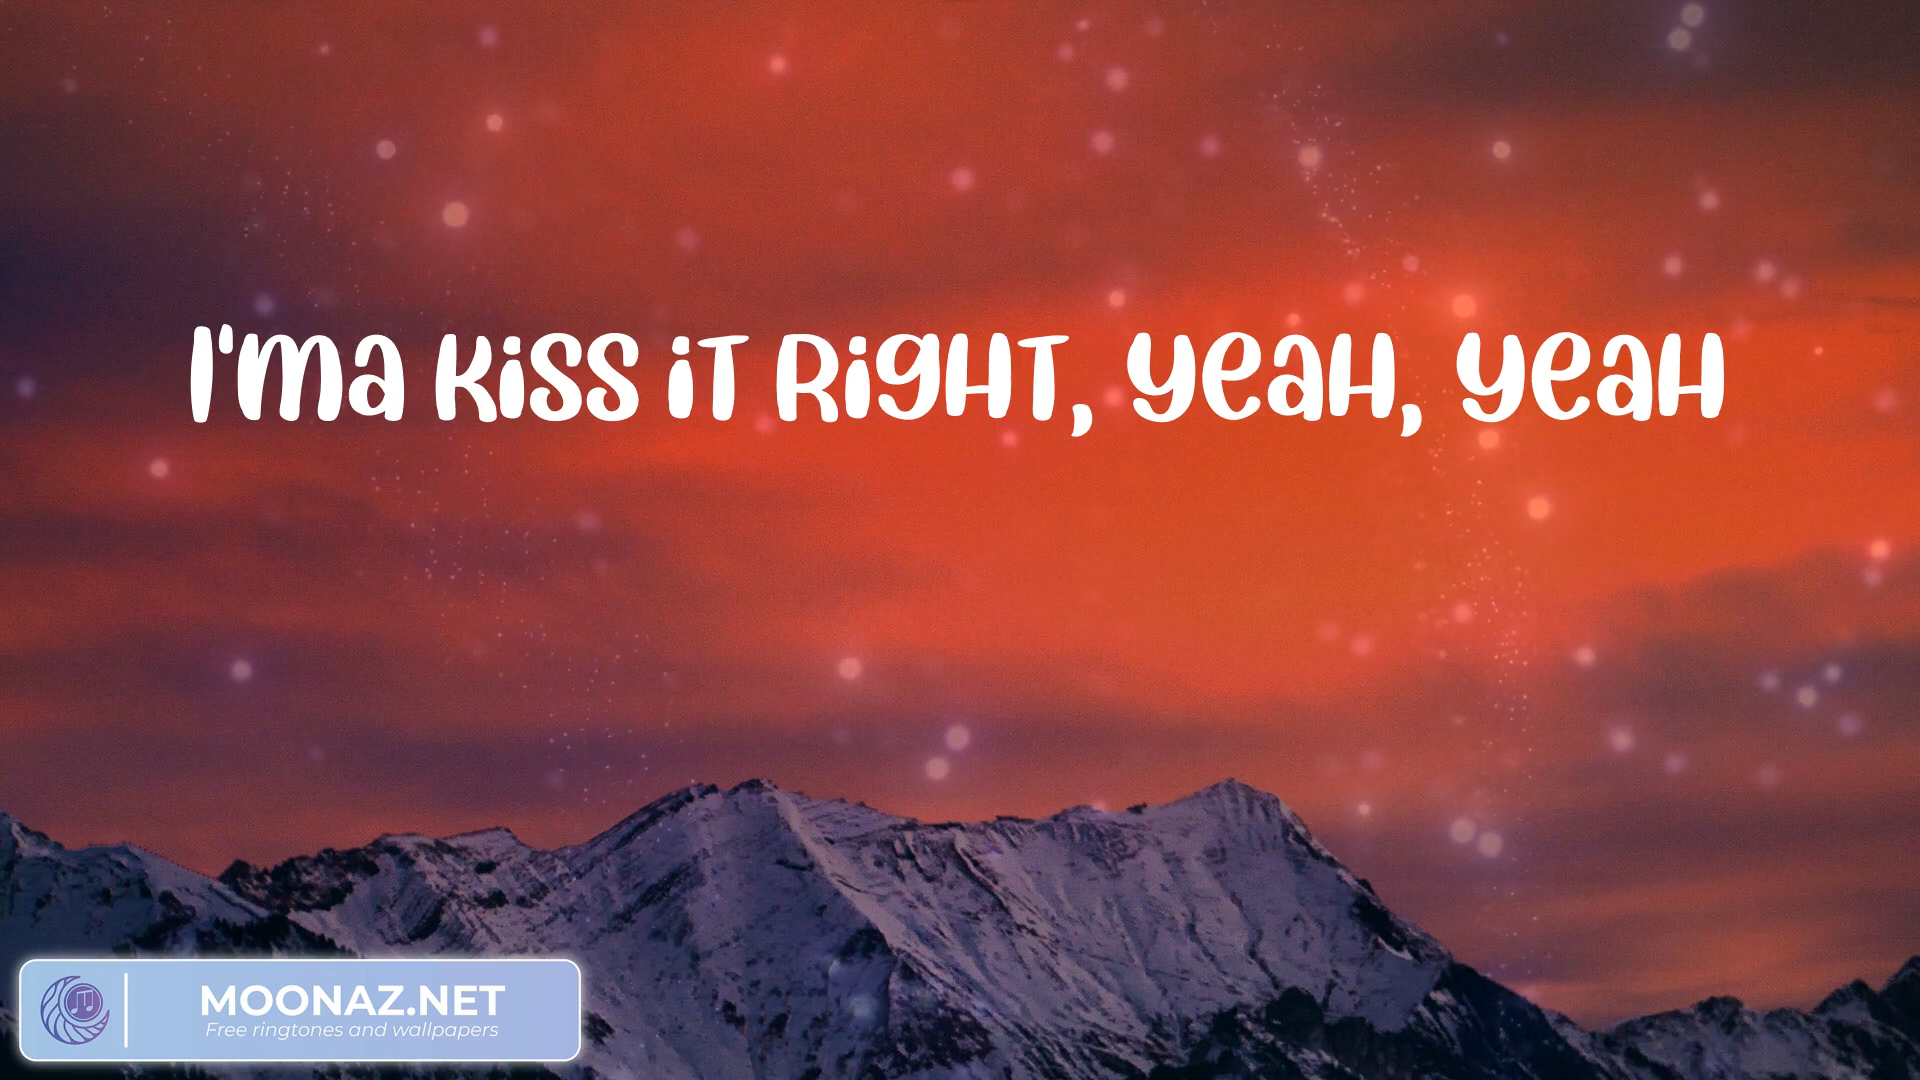 I'ma kiss it right, yeah, yeah
MOONAZ.NET
Free ringtones and wallpapers